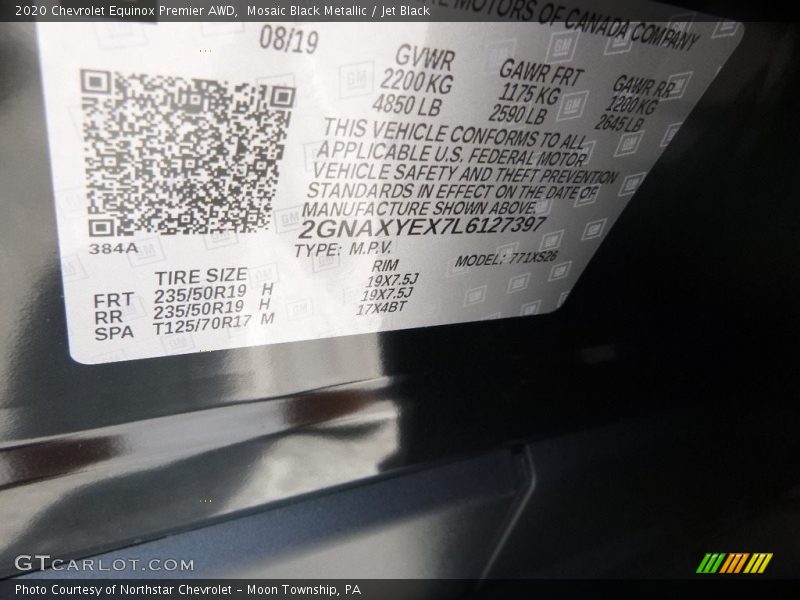 2020 Chevrolet Equinox Premier AWD, Mosaic Black Metallic / Jet Black
MOTORS OF CANADA COMPANY
08/19
GVWR GAWR FRT GAWR RR
2200 KG 1175 KG 1200 KG
4850 LB 2590 LB 2645 LB
THIS VEHICLE CONFORMS TO ALL
APPLICABLE U.S. FEDERAL MOTOR
VEHICLE SAFETY AND THEFT PREVENTION
STANDARDS IN EFFECT ON THE DATE OF
MANUFACTURE SHOWN ABOVE.
2GNAXYEX7L6127397
384A
TYPE: M.P.V. MODEL: 771XS26
TIRE SIZE RIM
FRT 235/50R19 H 19X7.5J
RR 235/50R19 H 19X7.5J
SPA T125/70R17 M 17X4BT
GTCARLOT.COM
Photo Courtesy of Northstar Chevrolet - Moon Township, PA